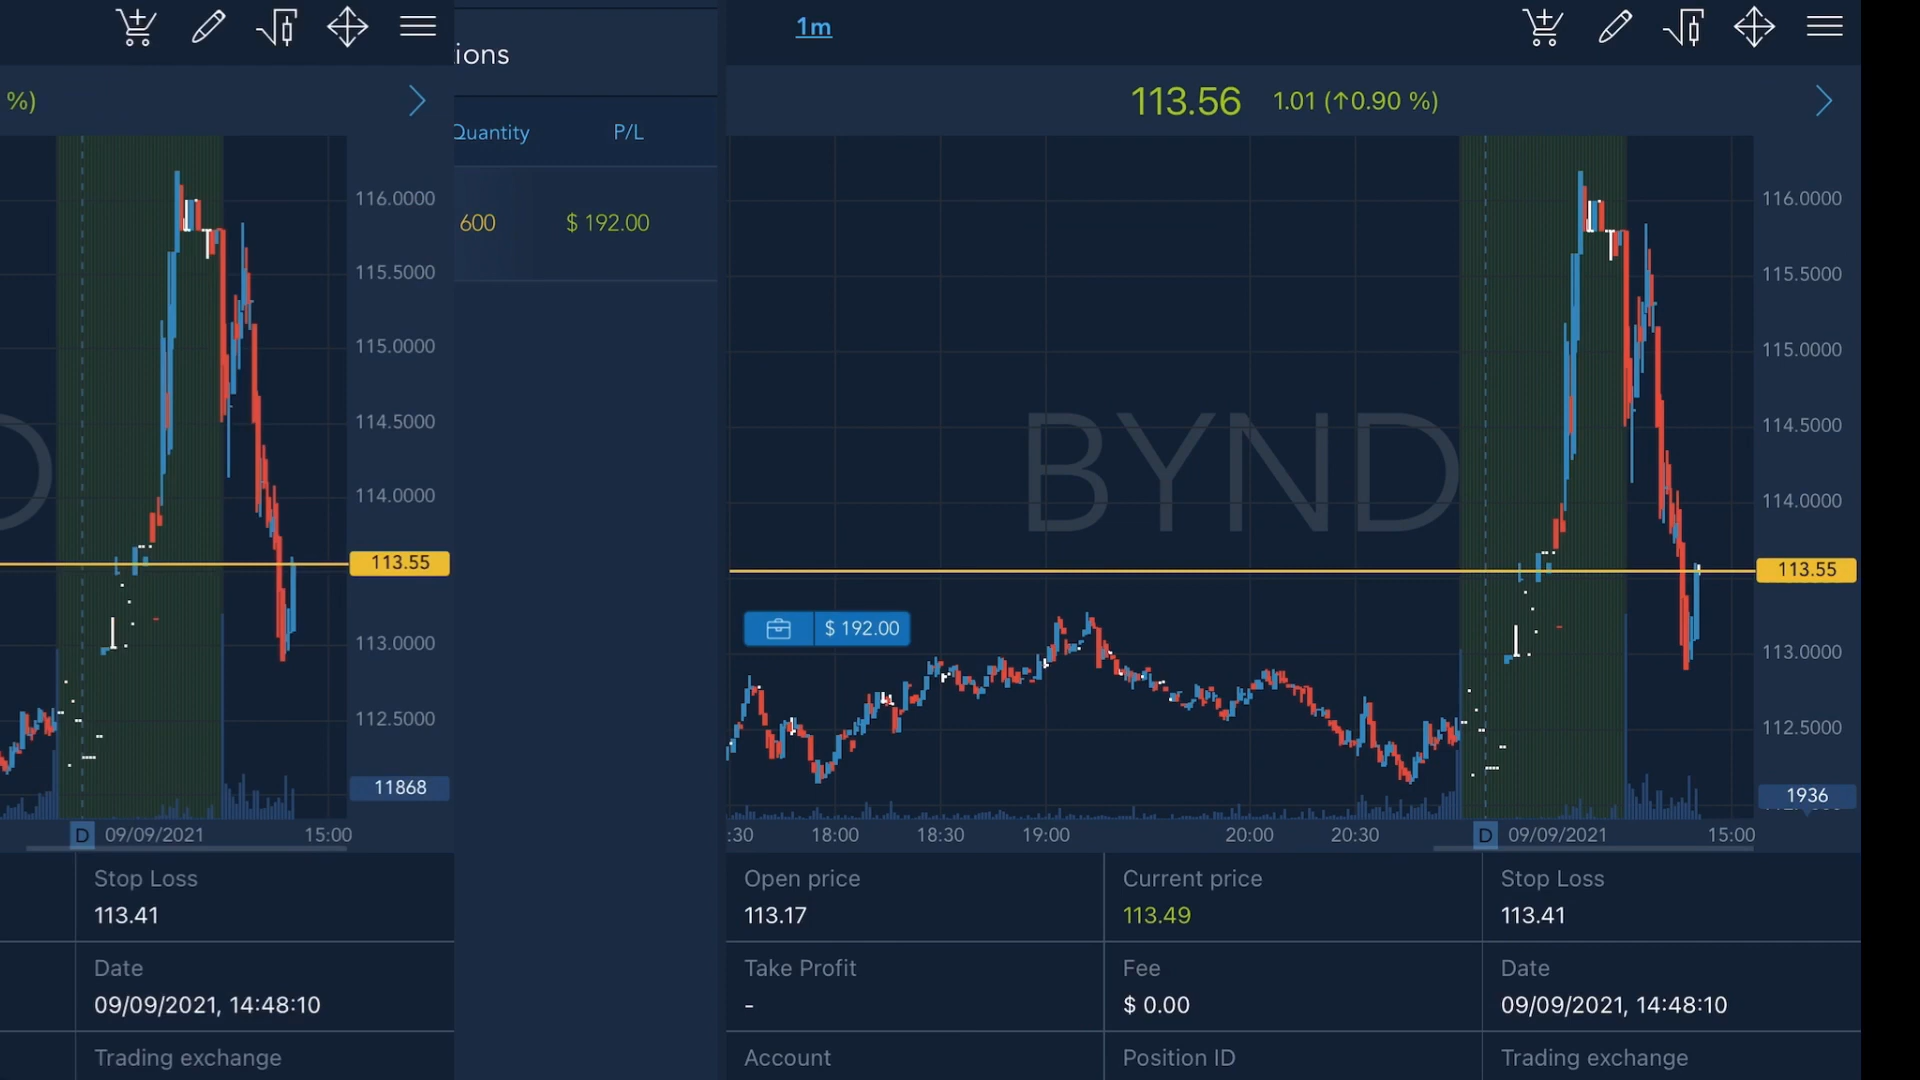 %)
116.0000
115.5000
115.0000
114.5000
114.0000
113.55
113.0000
112.5000
11868
D 09/09/2021 15:00
Stop Loss
113.41
Date
09/09/2021, 14:48:10
Trading exchange
ions
Quantity P/L
600 $ 192.00
1m
113.56 1.01 (↑0.90 %)
BYND
116.0000
115.5000
115.0000
114.5000
114.0000
113.55
$ 192.00
113.0000
112.5000
1936
:30 18:00 18:30 19:00 20:00 20:30 D 09/09/2021 15:00
Open price Current price Stop Loss
113.17 113.49 113.41
Take Profit Fee Date
- $ 0.00 09/09/2021, 14:48:10
Account Position ID Trading exchange